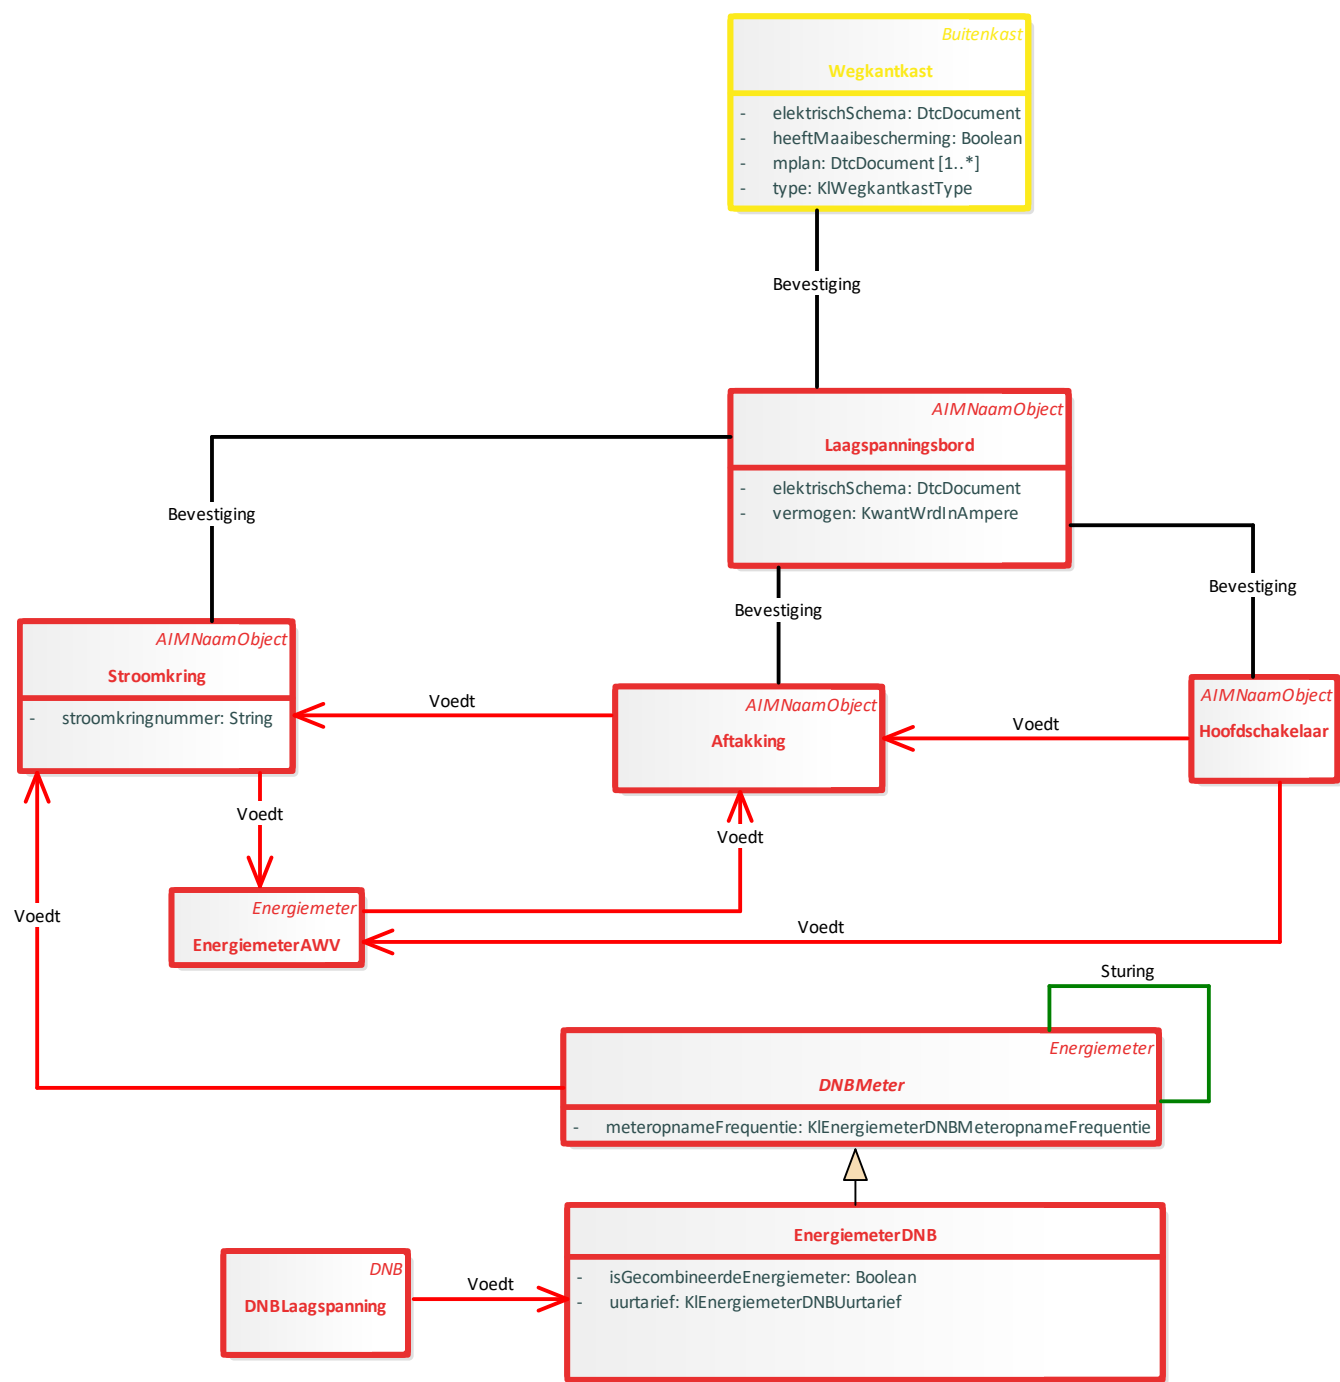 Buitenkast
Wegkantkast
- elektrischSchema: DtcDocument
- heeftMaaibescherming: Boolean
- mplan: DtcDocument [1..*]
- type: KlWegkantkastType
Bevestiging
AIMNaamObject
Laagspanningsbord
- elektrischSchema: DtcDocument
- vermogen: KwantWrdInAmpere
Bevestiging
Bevestiging
Bevestiging
AIMNaamObject
Stroomkring
- stroomkringnummer: String
Voedt
AIMNaamObject
Aftakking
Voedt
AIMNaamObject
Hoofdschakelaar
Voedt
Voedt
Energiemeter
EnergiemeterAWV
Voedt
Voedt
Sturing
Energiemeter
DNBMeter
- meteropnameFrequentie: KlEnergiemeterDNBMeteropnameFrequentie
EnergiemeterDNB
- isGecombineerdeEnergiemeter: Boolean
- uurtarief: KlEnergiemeterDNBUurtarief
DNB
DNBLaagspanning
Voedt